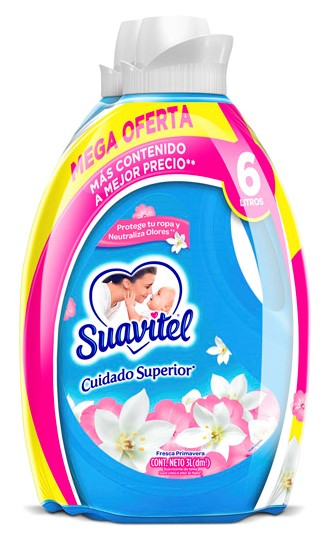 MEGA OFERTA
MÁS CONTENIDO
A MEJOR PRECIO**
6
LITROS
Protege tu ropa y
Neutraliza Olores
Suavitel
Cuidado Superior*
Fresca Primavera
CONT. NETO 3L(dm³)